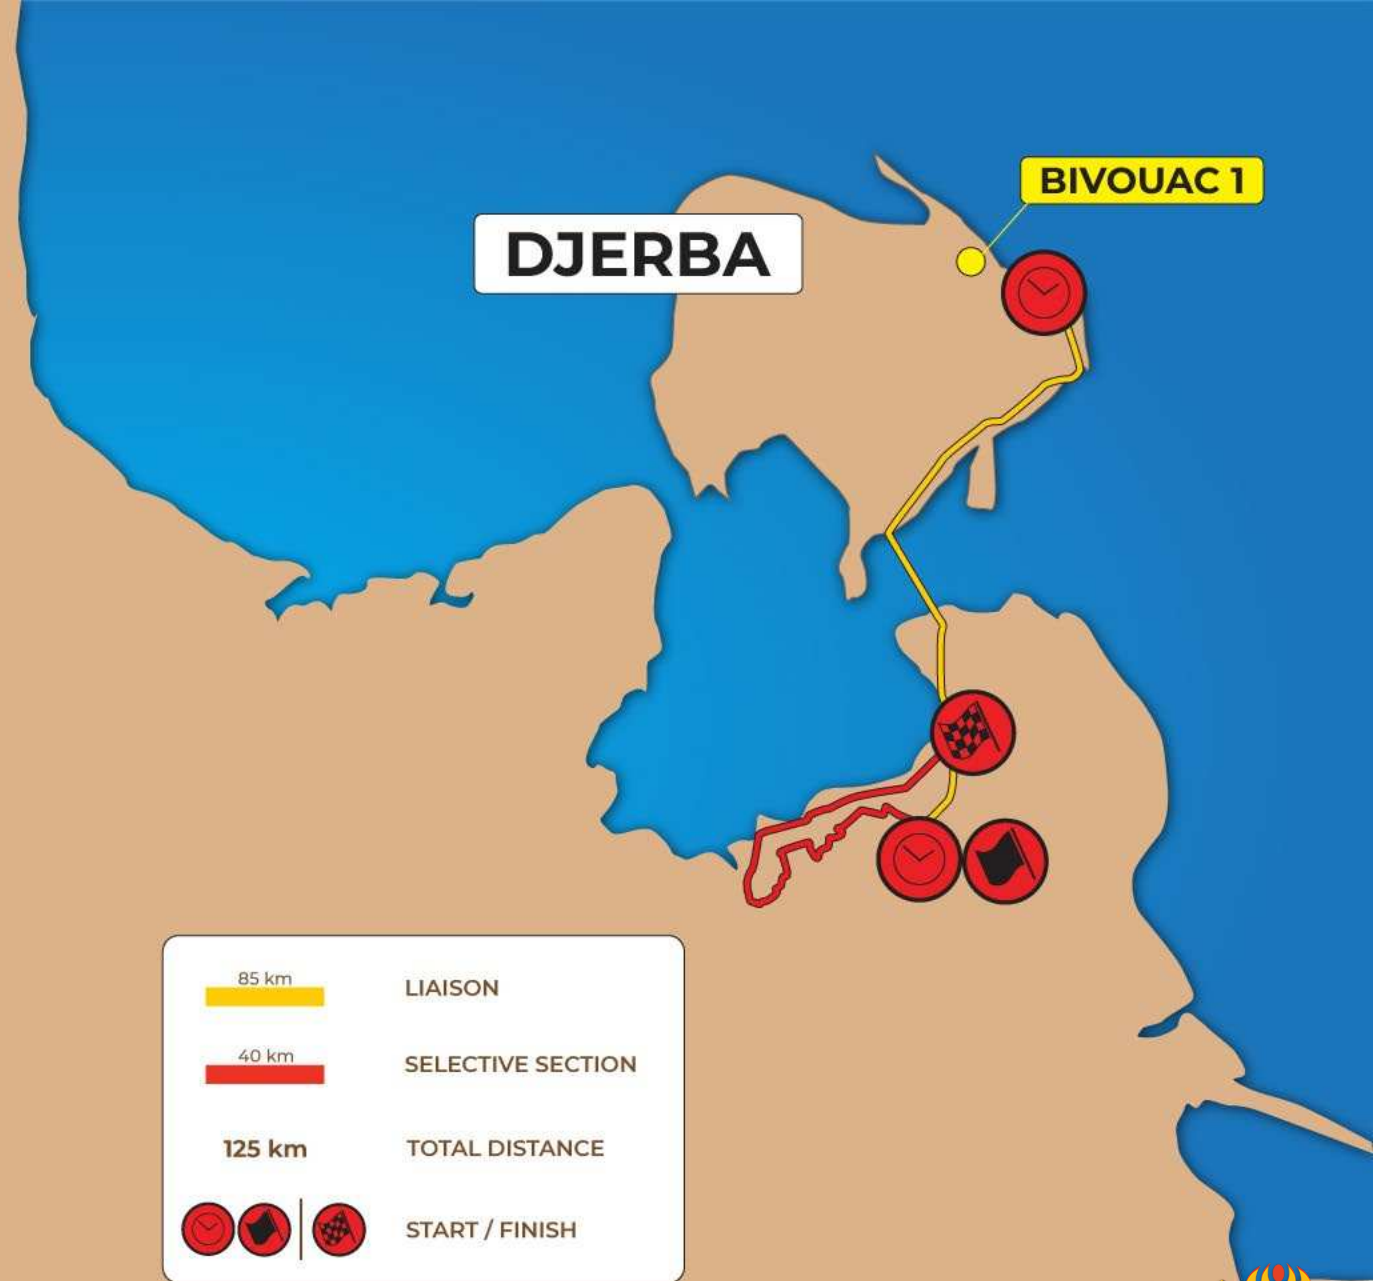 BIVOUAC 1
DJERBA
85 km
LIAISON
40 km
SELECTIVE SECTION
125 km
TOTAL DISTANCE
START / FINISH